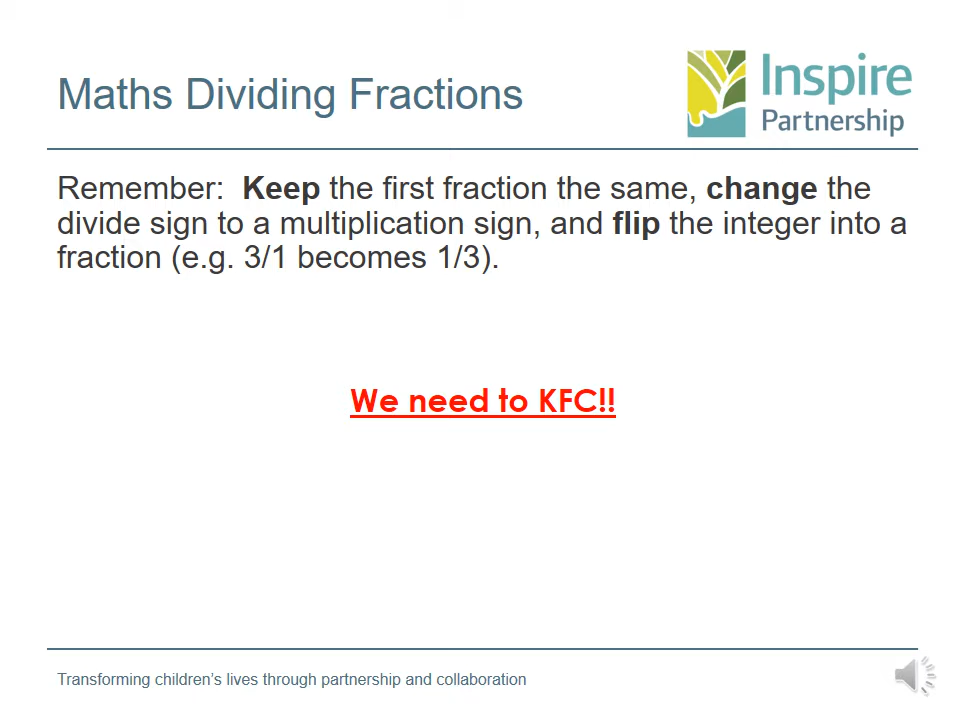 Maths Dividing Fractions
Inspire
Partnership
Remember:  Keep the first fraction the same, change the
divide sign to a multiplication sign, and flip the integer into a
fraction (e.g. 3/1 becomes 1/3).
We need to KFC!!
Transforming children’s lives through partnership and collaboration